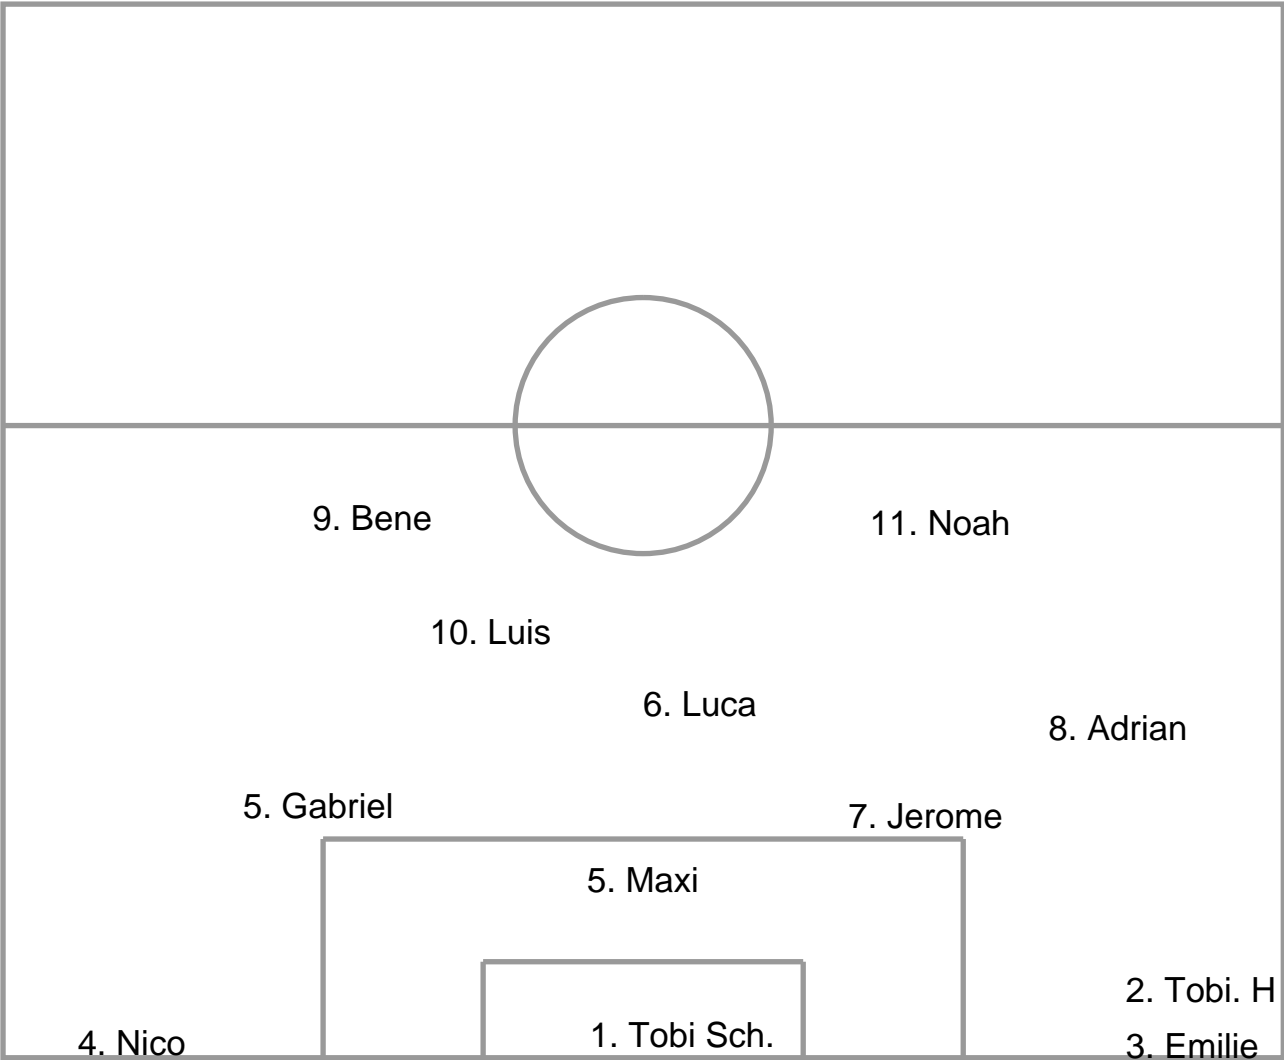 9. Bene
11. Noah
10. Luis
6. Luca
8. Adrian
5. Gabriel
7. Jerome
5. Maxi
2. Tobi. H
1. Tobi Sch.
4. Nico
3. Emilie